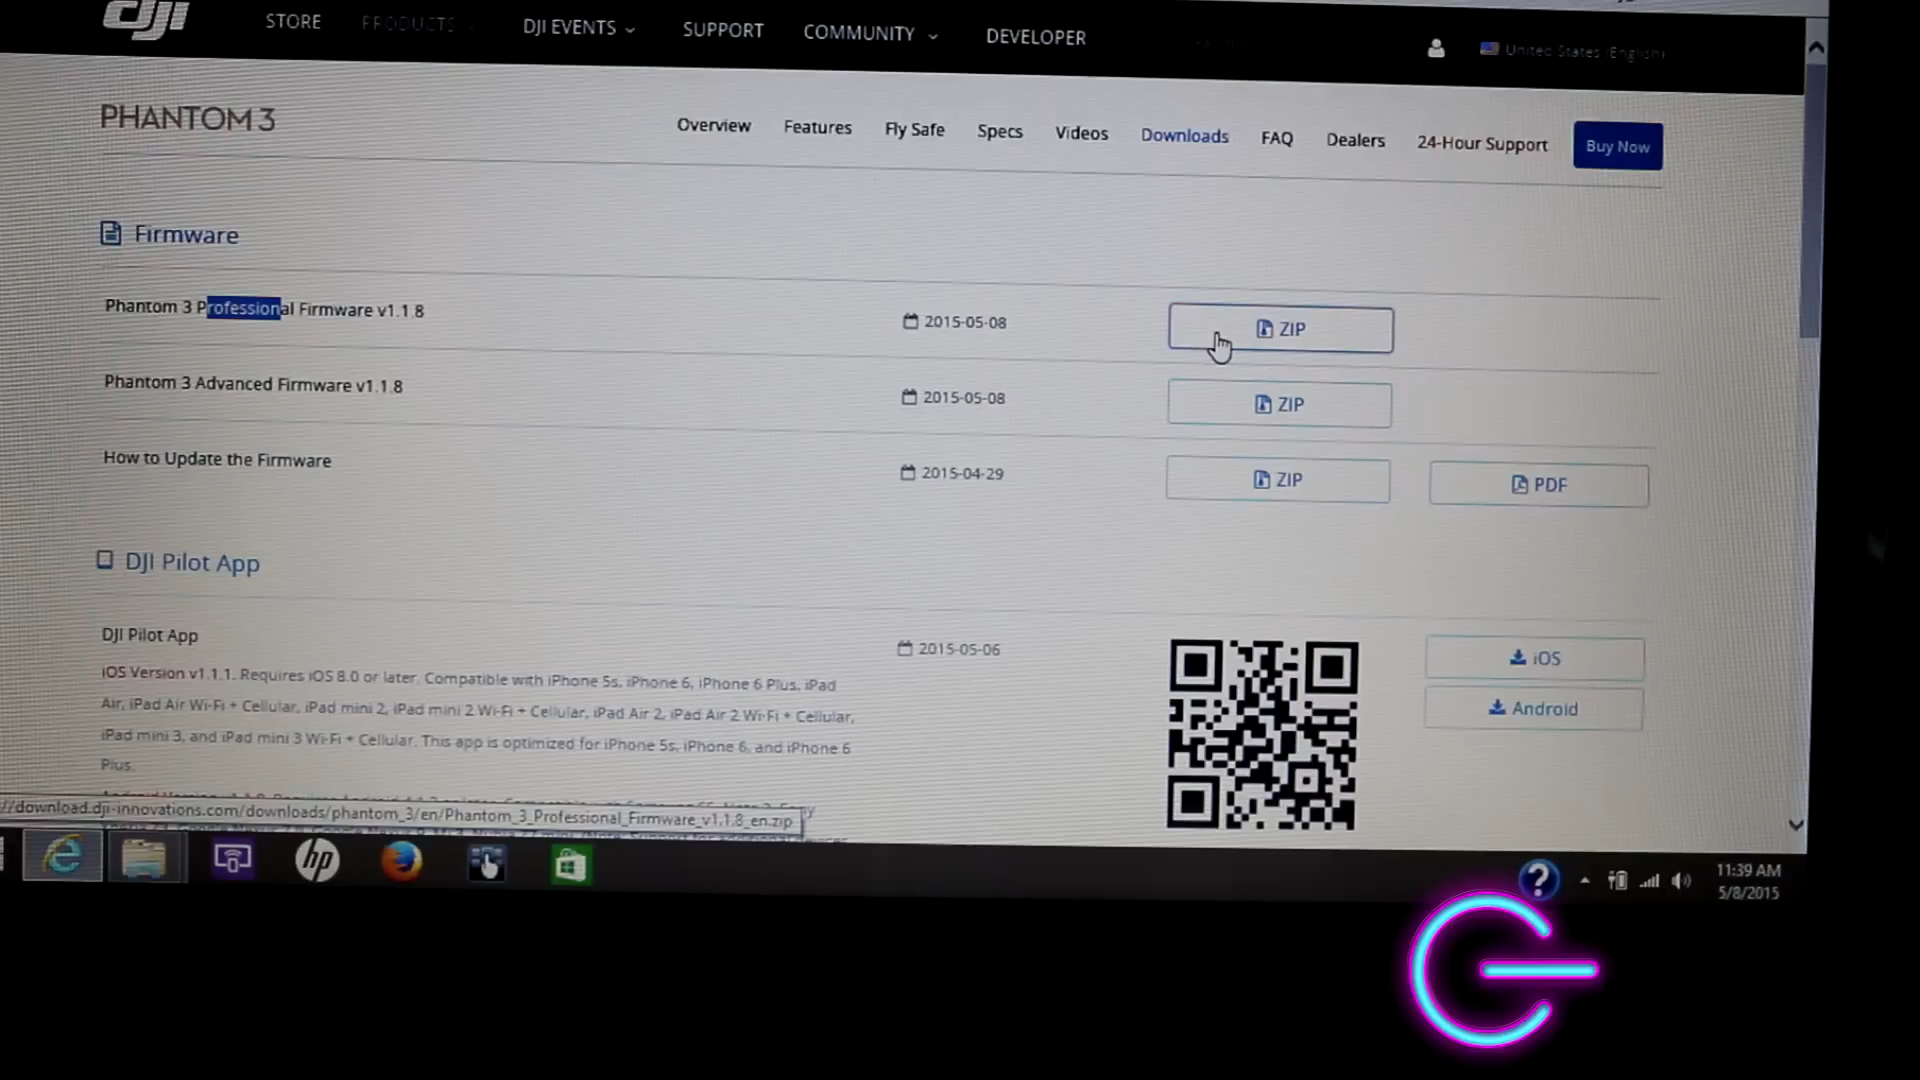 dji STORE PRODUCTS DJI EVENTS SUPPORT COMMUNITY DEVELOPER United States (English)
PHANTOM 3 Overview Features Fly Safe Specs Videos Downloads FAQ Dealers 24-Hour Support Buy Now
Firmware
Phantom 3 Professional Firmware v1.1.8 2015-05-08 ZIP
Phantom 3 Advanced Firmware v1.1.8 2015-05-08 ZIP
How to Update the Firmware 2015-04-29 ZIP PDF
DJI Pilot App
DJI Pilot App 2015-05-06 iOS
iOS Version v1.1.1. Requires iOS 8.0 or later. Compatible with iPhone 5s, iPhone 6, iPhone 6 Plus, iPad
Air, iPad Air Wi-Fi + Cellular, iPad mini 2, iPad mini 2 Wi-Fi + Cellular, iPad Air 2, iPad Air 2 Wi-Fi + Cellular, Android
iPad mini 3, and iPad mini 3 Wi-Fi + Cellular. This app is optimized for iPhone 5s, iPhone 6, and iPhone 6
Plus.
//download.dji-innovations.com/downloads/phantom_3/en/Phantom_3_Professional_Firmware_v1.1.8_en.zip
hp ? 11:39 AM
5/8/2015